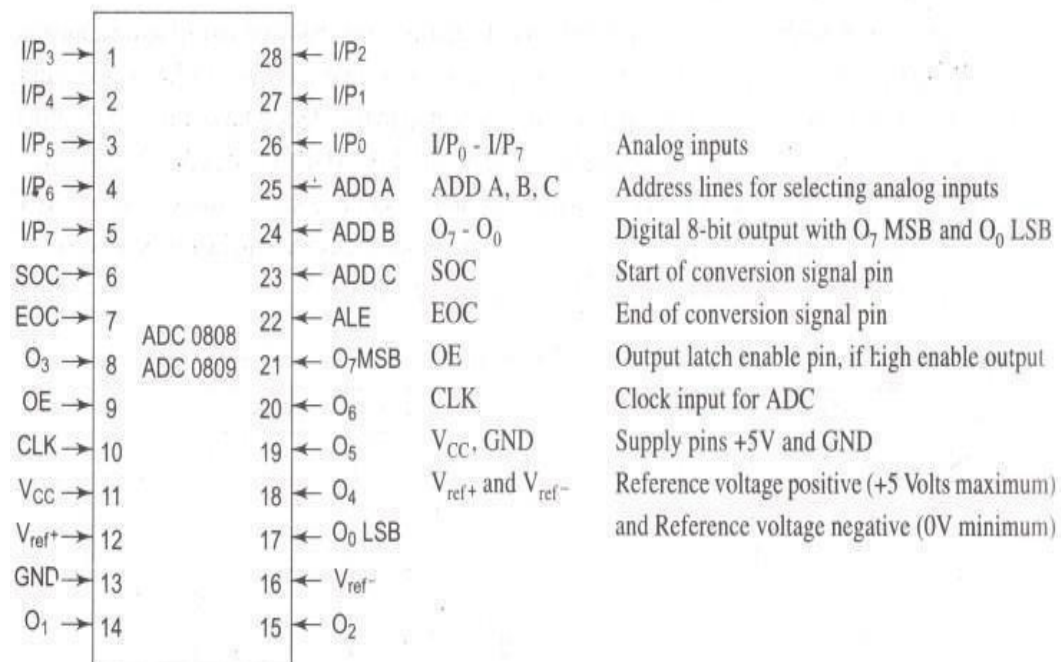 I/P3 1 28 I/P2
I/P4 2 27 I/P1
I/P5 3 26 I/P0 I/P0 - I/P7 Analog inputs
I/P6 4 25 ADD A ADD A, B, C Address lines for selecting analog inputs
I/P7 5 24 ADD B O7 - O0 Digital 8-bit output with O7 MSB and O0 LSB
SOC 6 23 ADD C SOC Start of conversion signal pin
EOC 7 22 ALE EOC End of conversion signal pin
ADC 0808
O3 8 ADC 0809 21 O7MSB OE Output latch enable pin, if high enable output
OE 9 20 O6 CLK Clock input for ADC
CLK 10 19 O5 VCC, GND Supply pins +5V and GND
VCC 11 18 O4 Vref+ and Vref- Reference voltage positive (+5 Volts maximum)
Vref+ 12 17 O0 LSB and Reference voltage negative (0V minimum)
GND 13 16 Vref-
O1 14 15 O2